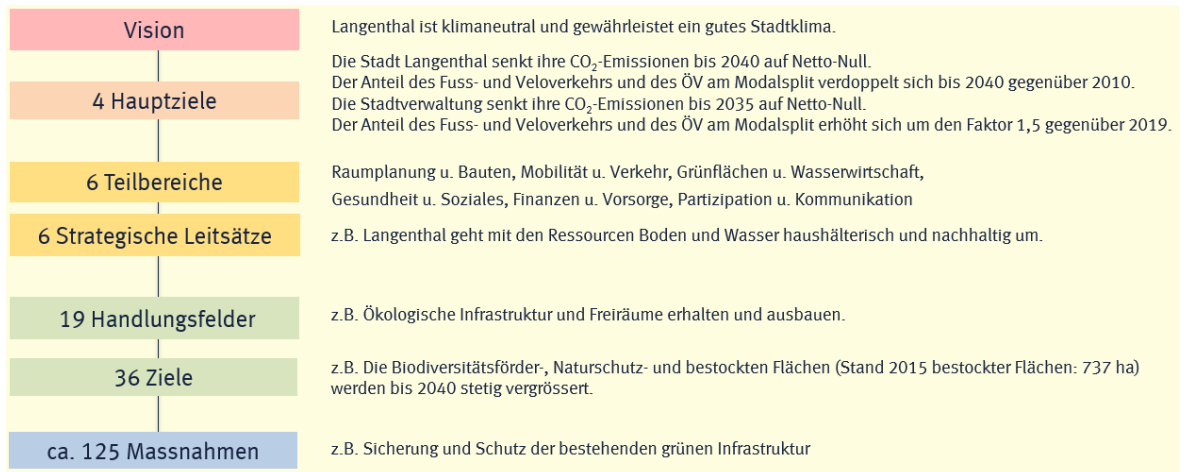 Vision
Langenthal ist klimaneutral und gewährleistet ein gutes Stadtklima.
4 Hauptziele
Die Stadt Langenthal senkt ihre CO₂-Emissionen bis 2040 auf Netto-Null.
Der Anteil des Fuss- und Veloverkehrs und des ÖV am Modalsplit verdoppelt sich bis 2040 gegenüber 2010.
Die Stadtverwaltung senkt ihre CO₂-Emissionen bis 2035 auf Netto-Null.
Der Anteil des Fuss- und Veloverkehrs und des ÖV am Modalsplit erhöht sich um den Faktor 1,5 gegenüber 2019.
6 Teilbereiche
Raumplanung u. Bauten, Mobilität u. Verkehr, Grünflächen u. Wasserwirtschaft,
Gesundheit u. Soziales, Finanzen u. Vorsorge, Partizipation u. Kommunikation
6 Strategische Leitsätze
z.B. Langenthal geht mit den Ressourcen Boden und Wasser haushälterisch und nachhaltig um.
19 Handlungsfelder
z.B. Ökologische Infrastruktur und Freiräume erhalten und ausbauen.
36 Ziele
z.B. Die Biodiversitätsförder-, Naturschutz- und bestockten Flächen (Stand 2015 bestockter Flächen: 737 ha)
werden bis 2040 stetig vergrössert.
ca. 125 Massnahmen
z.B. Sicherung und Schutz der bestehenden grünen Infrastruktur